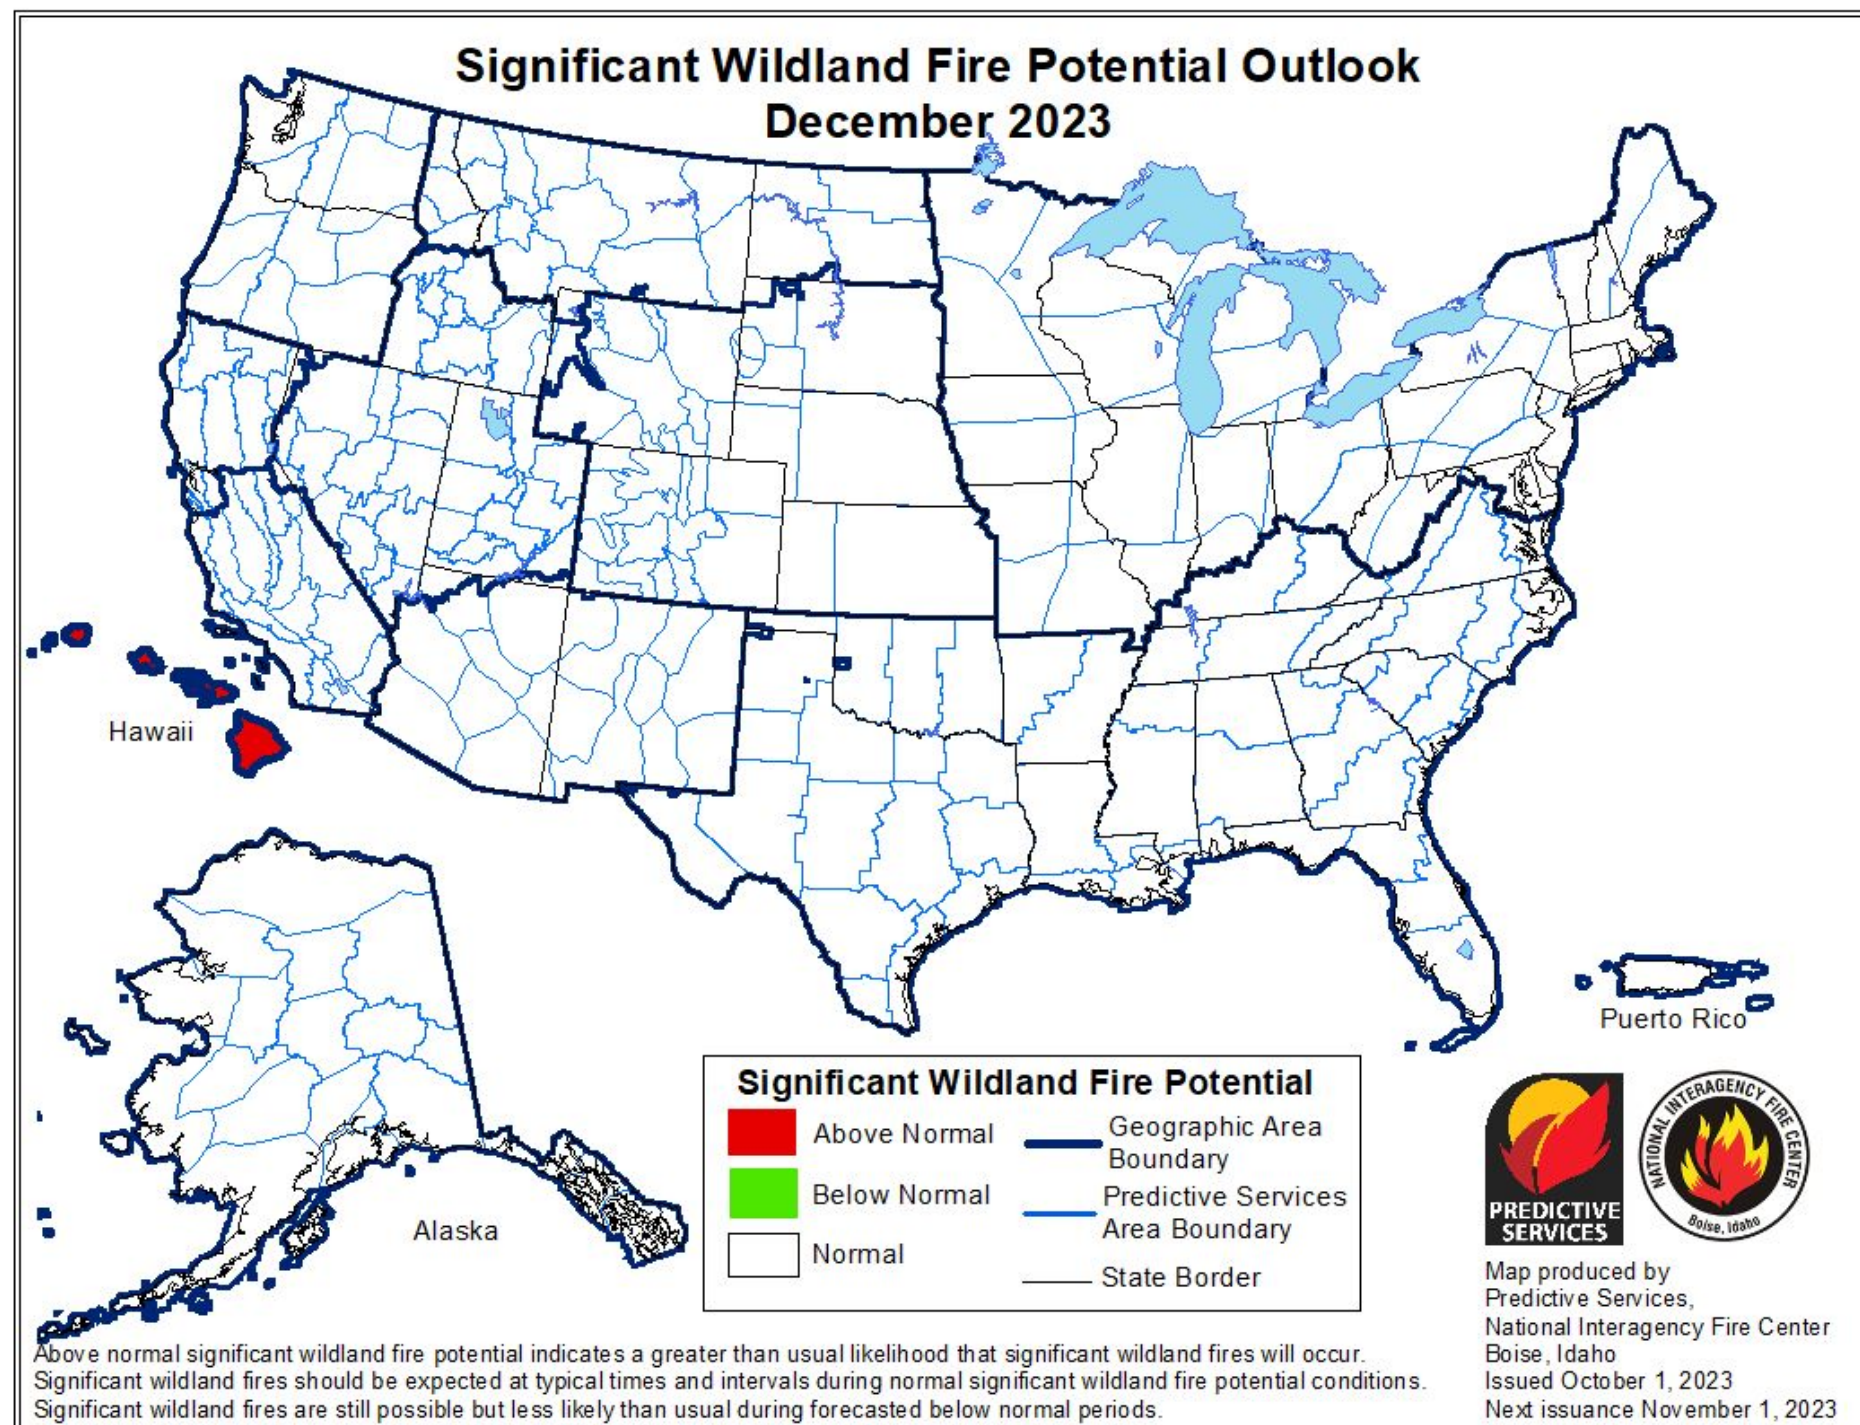 Significant Wildland Fire Potential Outlook
December 2023
Hawaii
Alaska
Puerto Rico
Significant Wildland Fire Potential
Above Normal
Below Normal
Normal
Geographic Area
Boundary
Predictive Services
Area Boundary
State Border
PREDICTIVE
SERVICES
NATIONAL INTERAGENCY FIRE CENTER
Boise, Idaho
Map produced by
Predictive Services,
National Interagency Fire Center
Boise, Idaho
Issued October 1, 2023
Next issuance November 1, 2023
Above normal significant wildland fire potential indicates a greater than usual likelihood that significant wildland fires will occur.
Significant wildland fires should be expected at typical times and intervals during normal significant wildland fire potential conditions.
Significant wildland fires are still possible but less likely than usual during forecasted below normal periods.